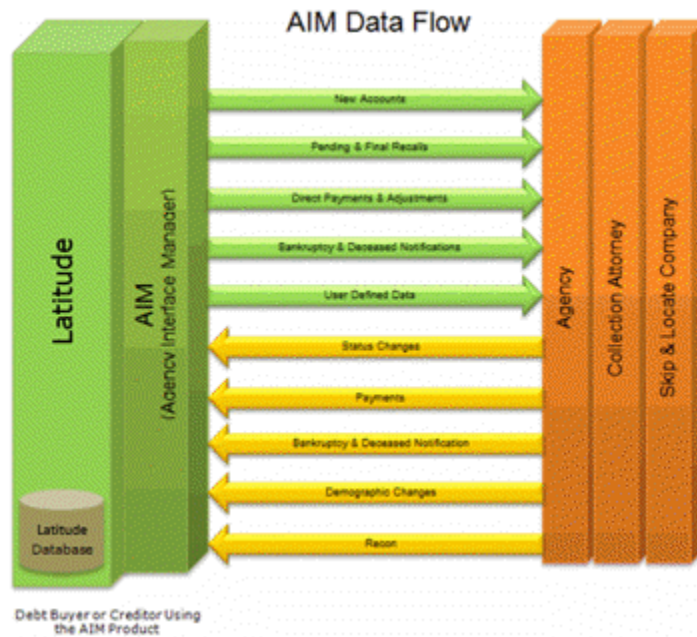 AIM Data Flow
Latitude
AIM
(Agency Interface Manager)
New Accounts
Pending & Final Recalls
Direct Payments & Adjustments
Bankruptcy & Deceased Notifications
User Defined Data
Status Changes
Payments
Bankruptcy & Deceased Notification
Demographic Changes
Recon
Agency
Collection Attorney
Skip & Locate Company
Latitude
Database
Debt Buyer or Creditor Using
the AIM Product